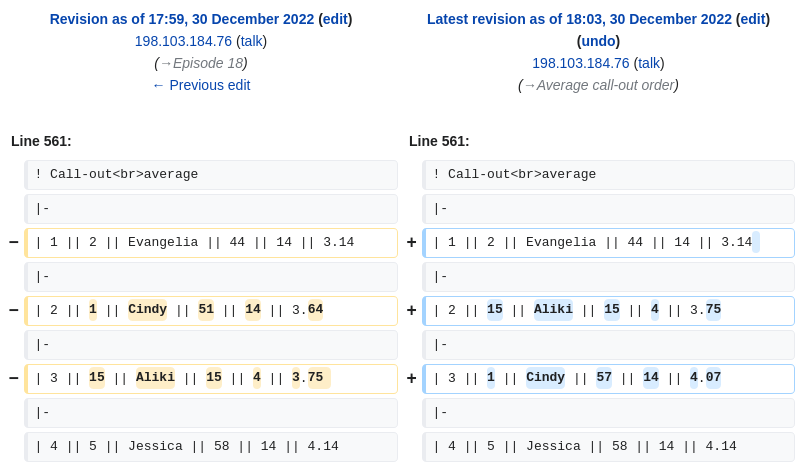 Revision as of 17:59, 30 December 2022 (edit)
198.103.184.76 (talk)
(→Episode 18)
← Previous edit
Latest revision as of 18:03, 30 December 2022 (edit)
(undo)
198.103.184.76 (talk)
(→Average call-out order)
Line 561:
Line 561:
! Call-out<br>average
! Call-out<br>average
|-
|-
− | 1 || 2 || Evangelia || 44 || 14 || 3.14
+ | 1 || 2 || Evangelia || 44 || 14 || 3.14
|-
|-
− | 2 || 1 || Cindy || 51 || 14 || 3.64
+ | 2 || 15 || Aliki || 15 || 4 || 3.75
|-
|-
− | 3 || 15 || Aliki || 15 || 4 || 3.75
+ | 3 || 1 || Cindy || 57 || 14 || 4.07
|-
|-
| 4 || 5 || Jessica || 58 || 14 || 4.14
| 4 || 5 || Jessica || 58 || 14 || 4.14